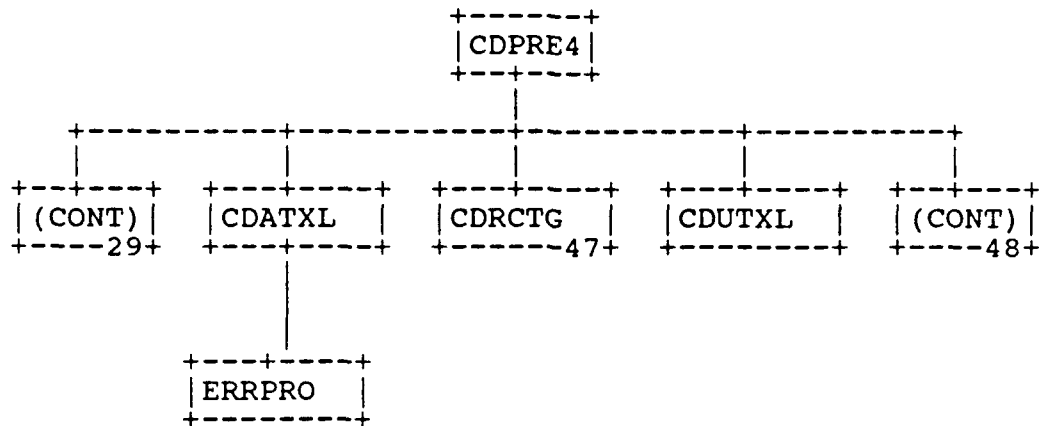 CDPRE4
(CONT) CDATXL CDRCTG CDUTXL (CONT)
29 47 48
ERRPRO